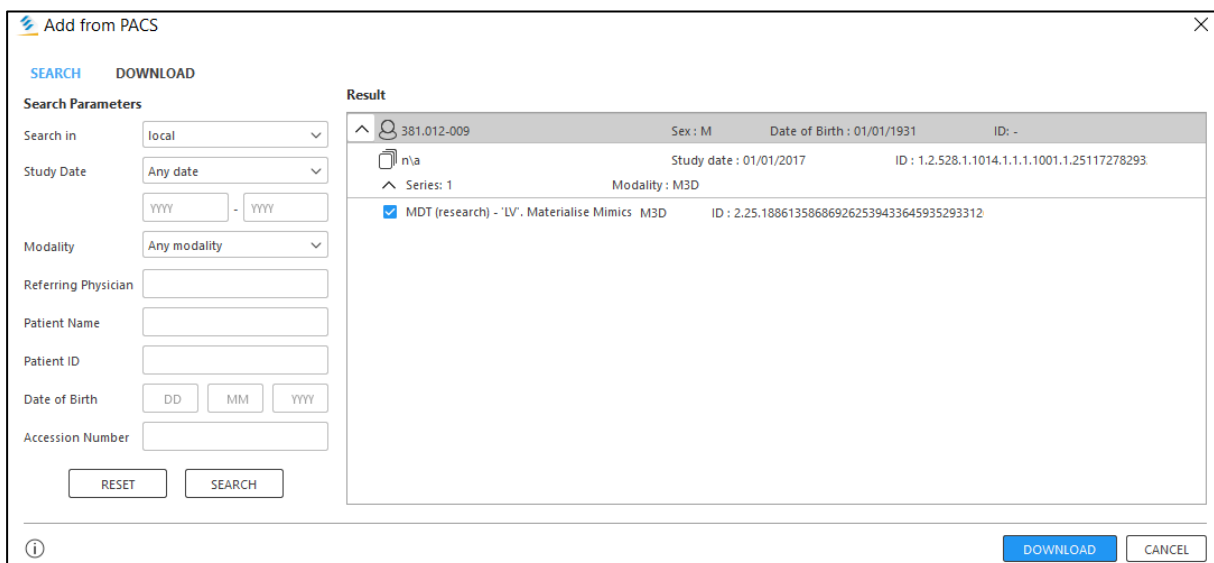 Add from PACS
SEARCH DOWNLOAD
Search Parameters
Search in local
Study Date Any date
YYYY - YYYY
Modality Any modality
Referring Physician
Patient Name
Patient ID
Date of Birth DD MM YYYY
Accession Number
RESET SEARCH
Result
381.012-009 Sex : M Date of Birth : 01/01/1931 ID: -
n\a Study date : 01/01/2017 ID : 1.2.528.1.1014.1.1.1.1001.1.25117278293
Series: 1 Modality : M3D
MDT (research) - 'LV'. Materialise Mimics M3D ID : 2.25.188613586869262539433645935293312
DOWNLOAD CANCEL